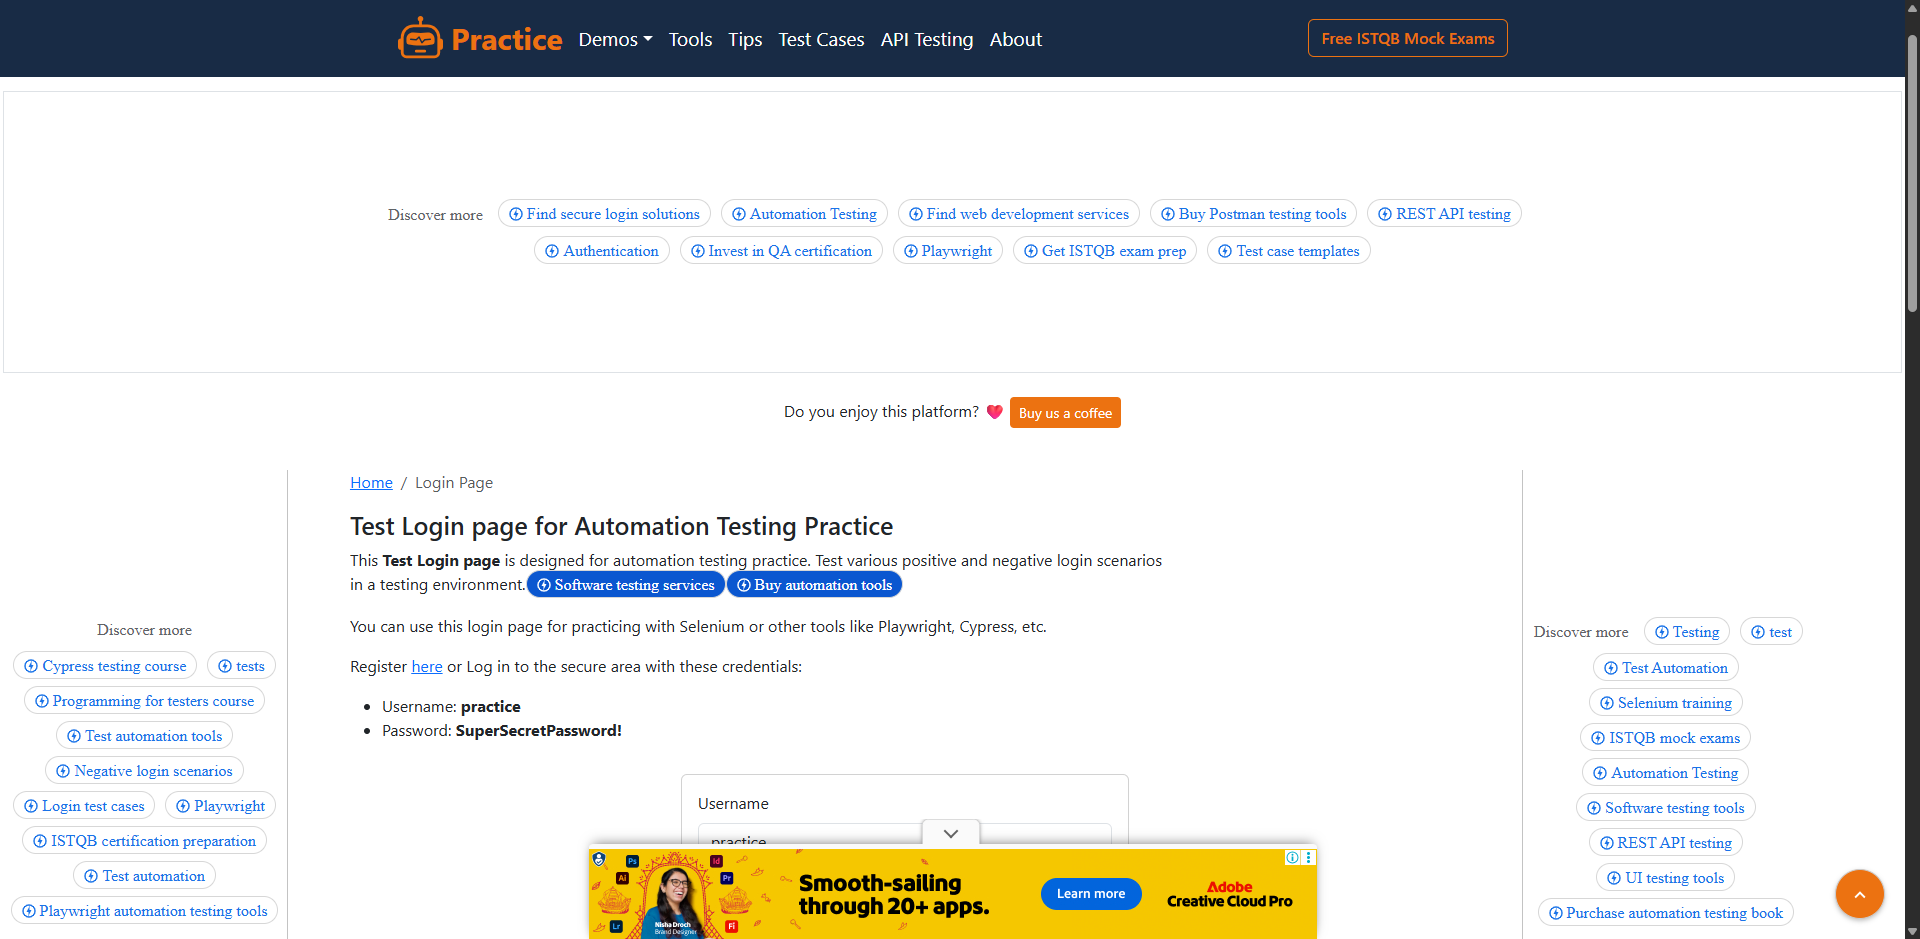 Practice Demos Tools Tips Test Cases API Testing About Free ISTQB Mock Exams
Discover more Find secure login solutions Automation Testing Find web development services Buy Postman testing tools REST API testing
Authentication Invest in QA certification Playwright Get ISTQB exam prep Test case templates
Do you enjoy this platform? Buy us a coffee
Home / Login Page
Test Login page for Automation Testing Practice
This Test Login page is designed for automation testing practice. Test various positive and negative login scenarios
in a testing environment. Software testing services Buy automation tools
You can use this login page for practicing with Selenium or other tools like Playwright, Cypress, etc.
Register here or Log in to the secure area with these credentials:
Username: practice
Password: SuperSecretPassword!
Username
practice
Discover more
Cypress testing course tests
Programming for testers course
Test automation tools
Negative login scenarios
Login test cases Playwright
ISTQB certification preparation
Test automation
Playwright automation testing tools
Discover more Testing test
Test Automation
Selenium training
ISTQB mock exams
Automation Testing
Software testing tools
REST API testing
UI testing tools
Purchase automation testing book
Ps
Id
Ai
Pr
Lr
Fi
Nisha Droch
Brand Designer
Smooth-sailing
through 20+ apps.
Learn more
Adobe
Creative Cloud Pro